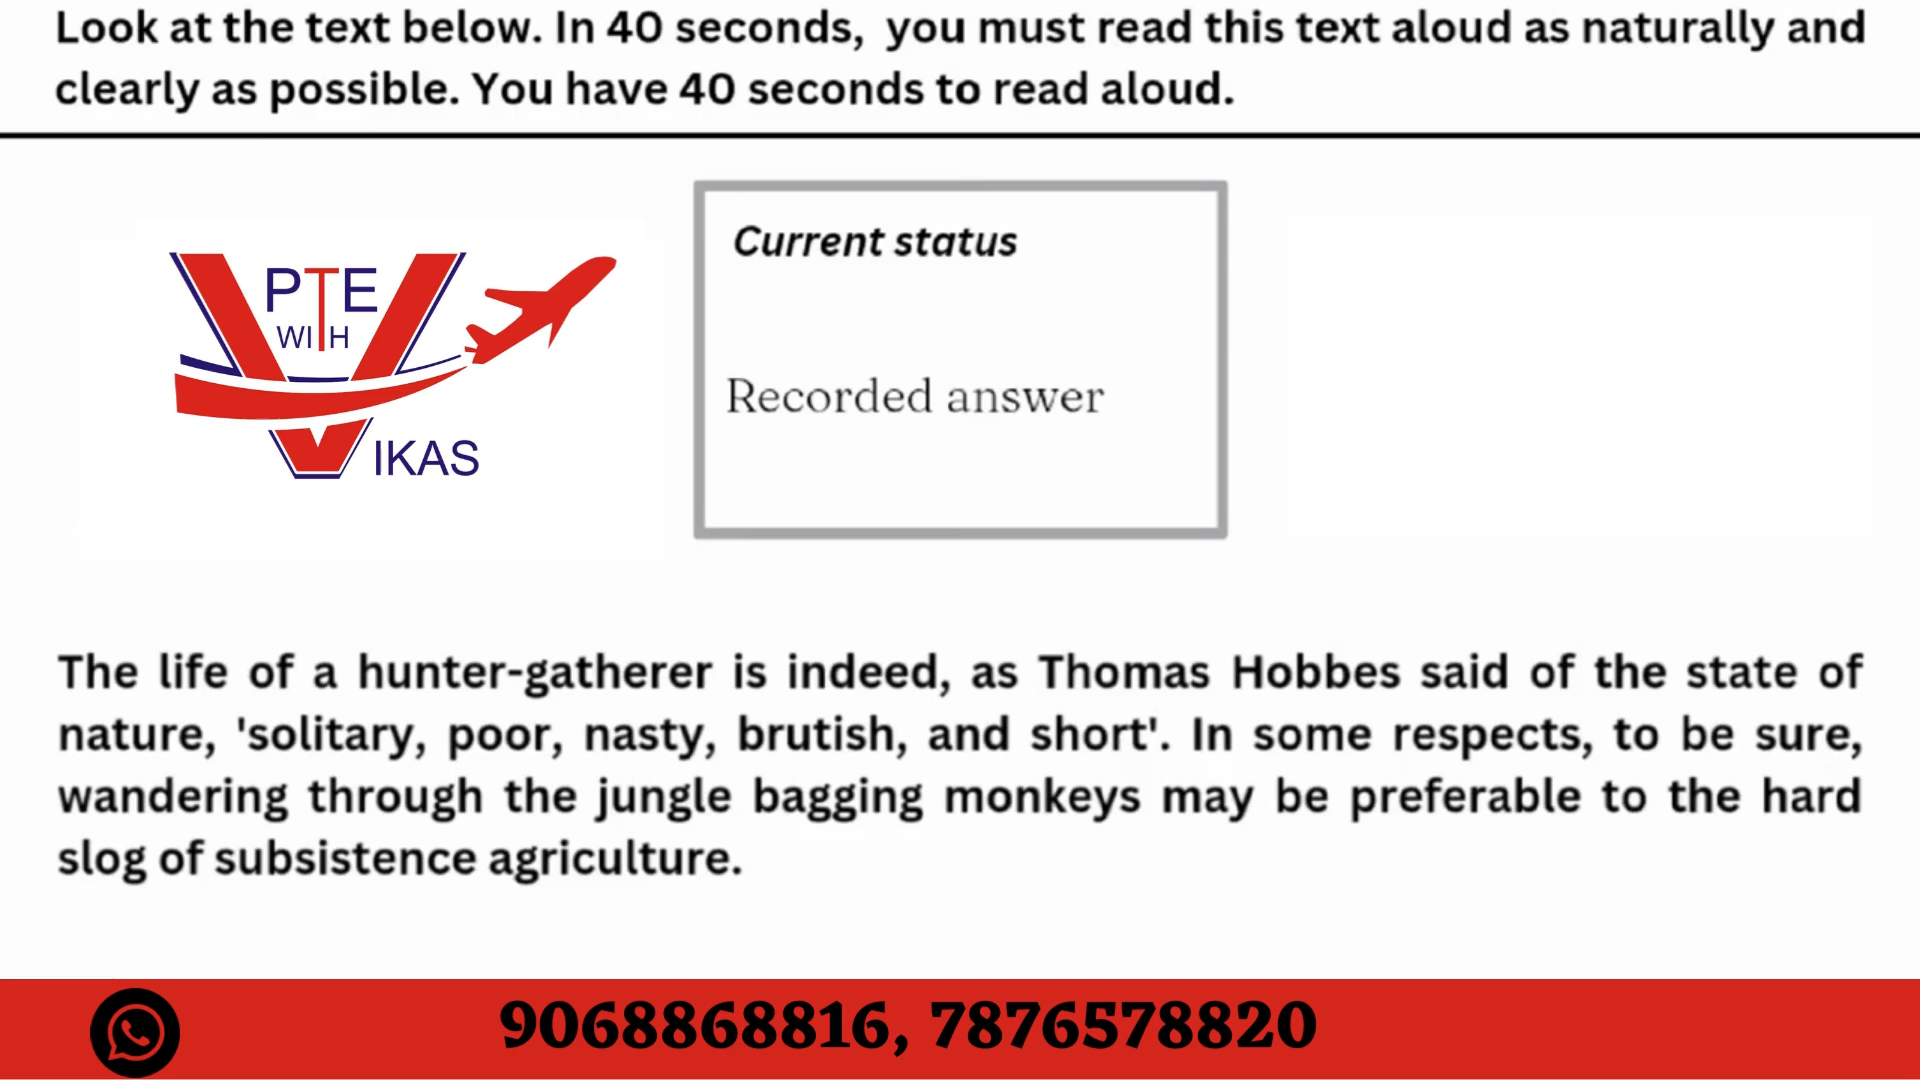 Look at the text below. In 40 seconds, you must read this text aloud as naturally and
clearly as possible. You have 40 seconds to read aloud.
PTE
WITH
VIKAS
Current status
Recorded answer
The life of a hunter-gatherer is indeed, as Thomas Hobbes said of the state of
nature, 'solitary, poor, nasty, brutish, and short'. In some respects, to be sure,
wandering through the jungle bagging monkeys may be preferable to the hard
slog of subsistence agriculture.
9068868816, 7876578820